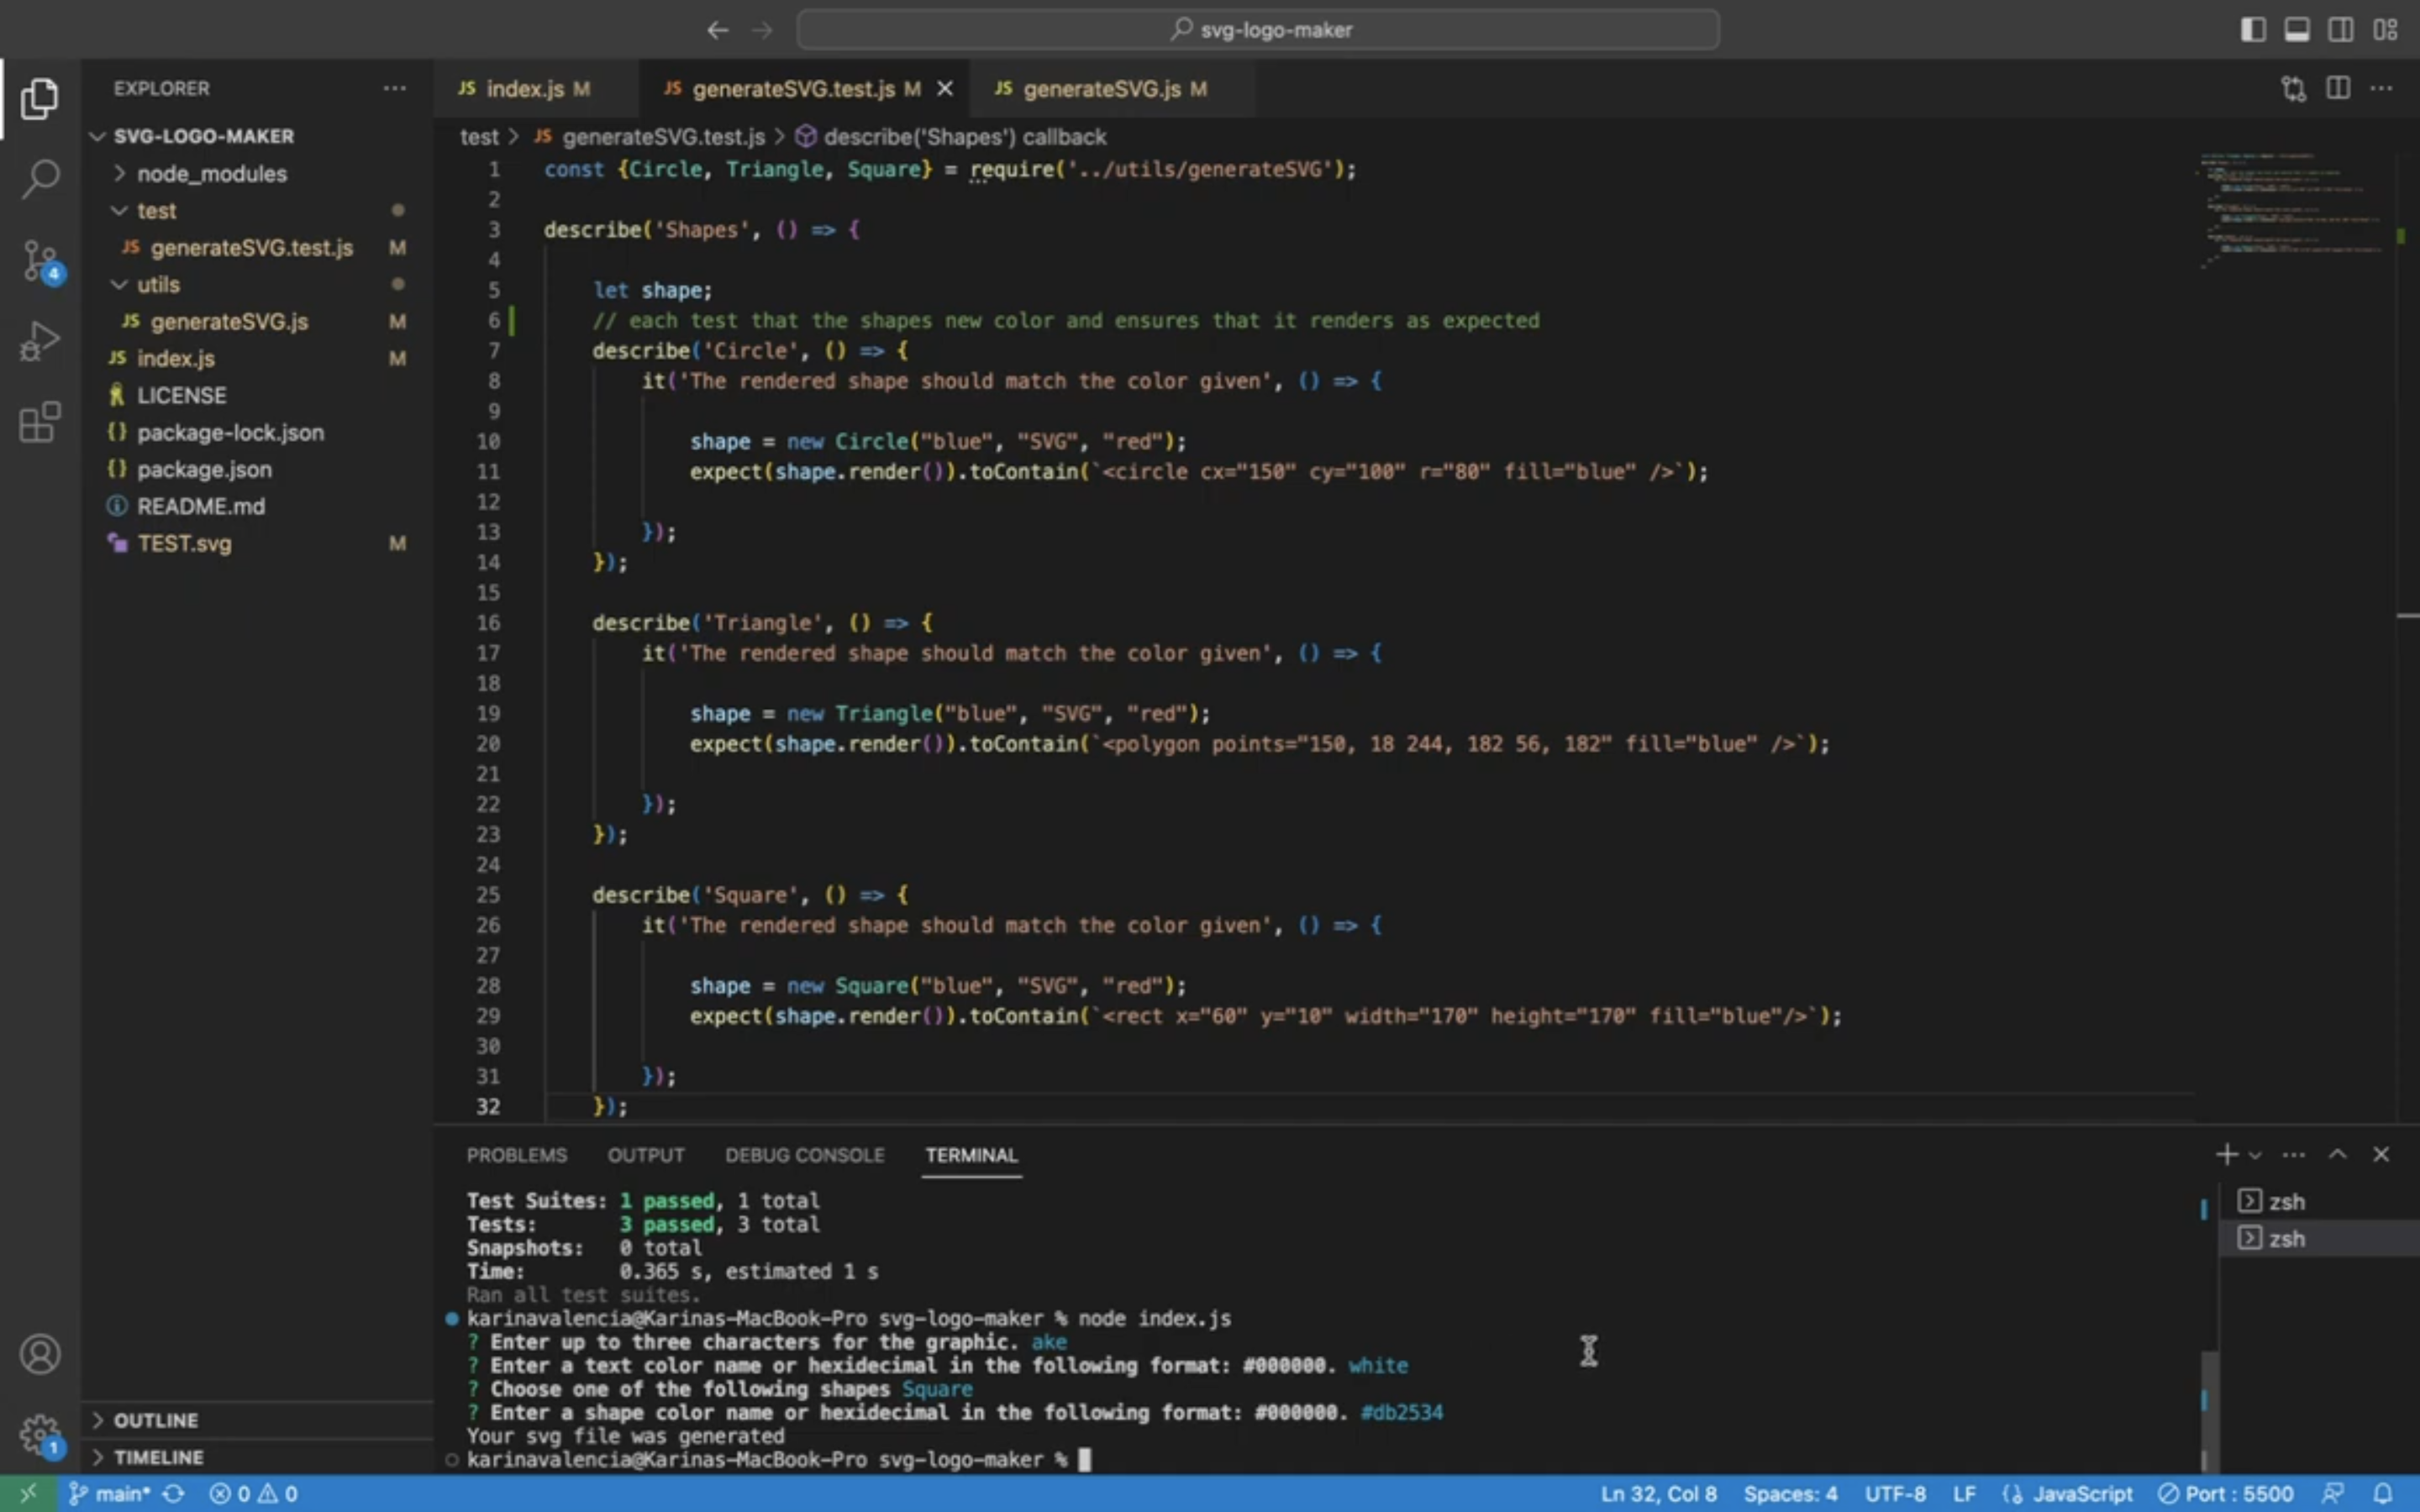 svg-logo-maker
EXPLORER
SVG-LOGO-MAKER
node_modules
test
generateSVG.test.js M
utils
generateSVG.js M
index.js M
LICENSE
package-lock.json
package.json
README.md
TEST.svg M
OUTLINE
TIMELINE
4
1
JS index.js M JS generateSVG.test.js M JS generateSVG.js M
test > JS generateSVG.test.js > describe('Shapes') callback
1 const {Circle, Triangle, Square} = require('../utils/generateSVG');
2
3 describe('Shapes', () => {
4
5 let shape;
6 // each test that the shapes new color and ensures that it renders as expected
7 describe('Circle', () => {
8 it('The rendered shape should match the color given', () => {
9
10 shape = new Circle("blue", "SVG", "red");
11 expect(shape.render()).toContain(`<circle cx="150" cy="100" r="80" fill="blue" />`);
12
13 });
14 });
15
16 describe('Triangle', () => {
17 it('The rendered shape should match the color given', () => {
18
19 shape = new Triangle("blue", "SVG", "red");
20 expect(shape.render()).toContain(`<polygon points="150, 18 244, 182 56, 182" fill="blue" />`);
21
22 });
23 });
24
25 describe('Square', () => {
26 it('The rendered shape should match the color given', () => {
27
28 shape = new Square("blue", "SVG", "red");
29 expect(shape.render()).toContain(`<rect x="60" y="10" width="170" height="170" fill="blue"/>`);
30
31 });
32 });
PROBLEMS OUTPUT DEBUG CONSOLE TERMINAL
Test Suites: 1 passed, 1 total
Tests: 3 passed, 3 total
Snapshots: 0 total
Time: 0.365 s, estimated 1 s
Ran all test suites.
karinavalencia@Karinas-MacBook-Pro svg-logo-maker % node index.js
? Enter up to three characters for the graphic. ake
? Enter a text color name or hexidecimal in the following format: #000000. white
? Choose one of the following shapes Square
? Enter a shape color name or hexidecimal in the following format: #000000. #db2534
Your svg file was generated
karinavalencia@Karinas-MacBook-Pro svg-logo-maker %
zsh
zsh
main* 0 0 Ln 32, Col 8 Spaces: 4 UTF-8 LF JavaScript Port : 5500